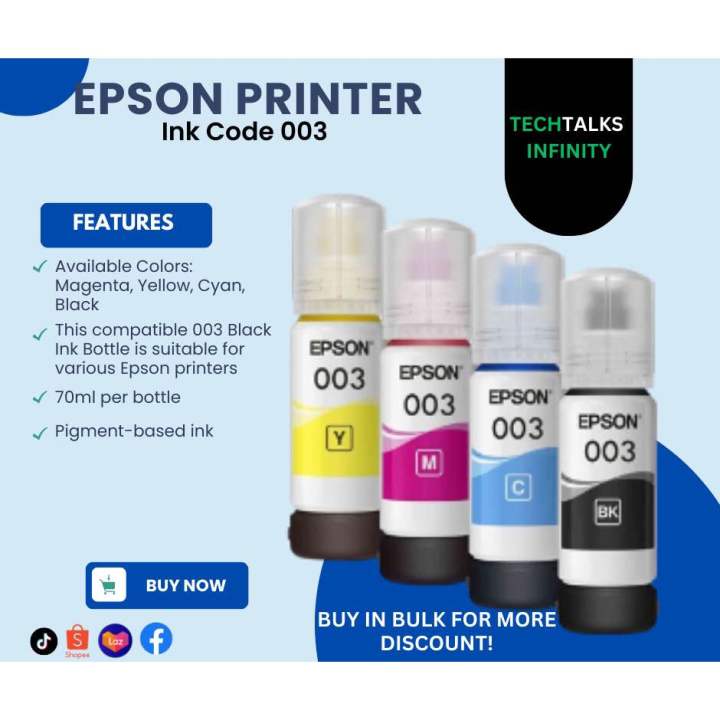 EPSON PRINTER
Ink Code 003
TECHTALKS
INFINITY
FEATURES
Available Colors:
Magenta, Yellow, Cyan,
Black
This compatible 003 Black
Ink Bottle is suitable for
various Epson printers
70ml per bottle
Pigment-based ink
EPSON
003
Y
EPSON
003
M
EPSON
003
C
EPSON
003
BK
BUY NOW
BUY IN BULK FOR MORE
DISCOUNT!
Shopee
Laz